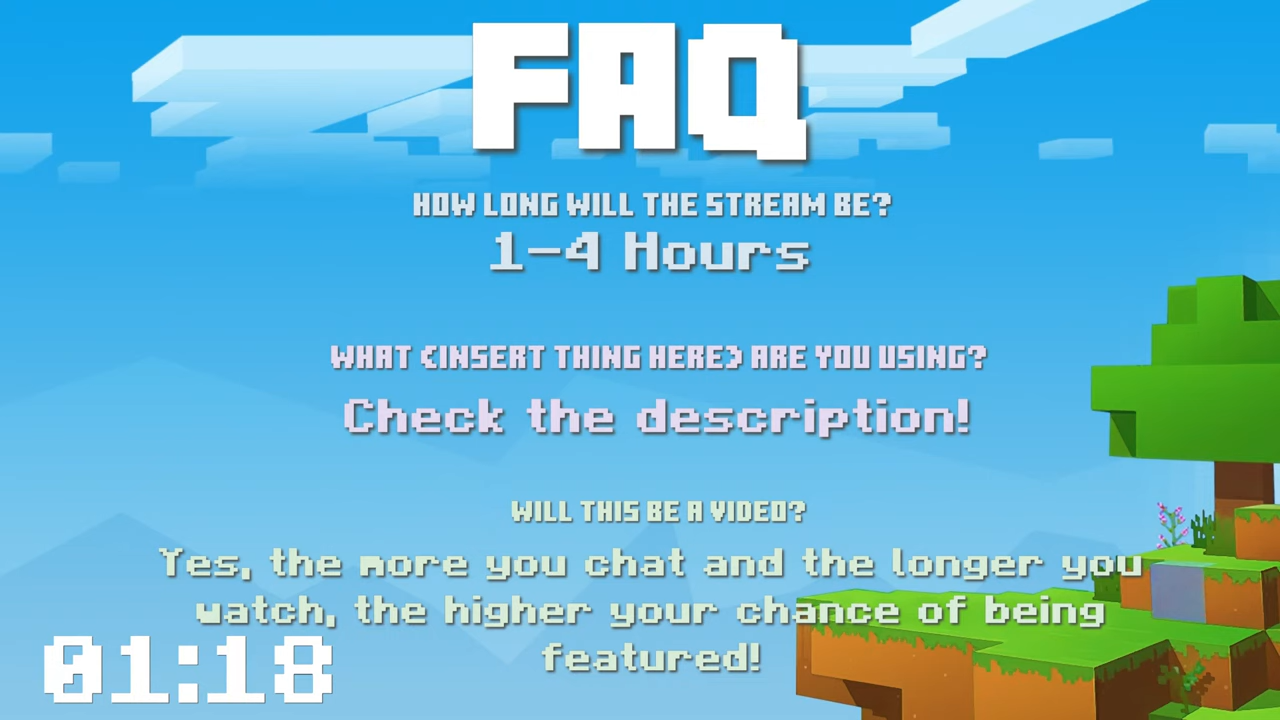 FAQ
HOW LONG WILL THE STREAM BE?
1-4 Hours
WHAT <INSERT THING HERE> ARE YOU USING?
Check the description!
WILL THIS BE A VIDEO?
Yes, the more you chat and the longer you
watch, the higher your chance of being
featured!
01:18